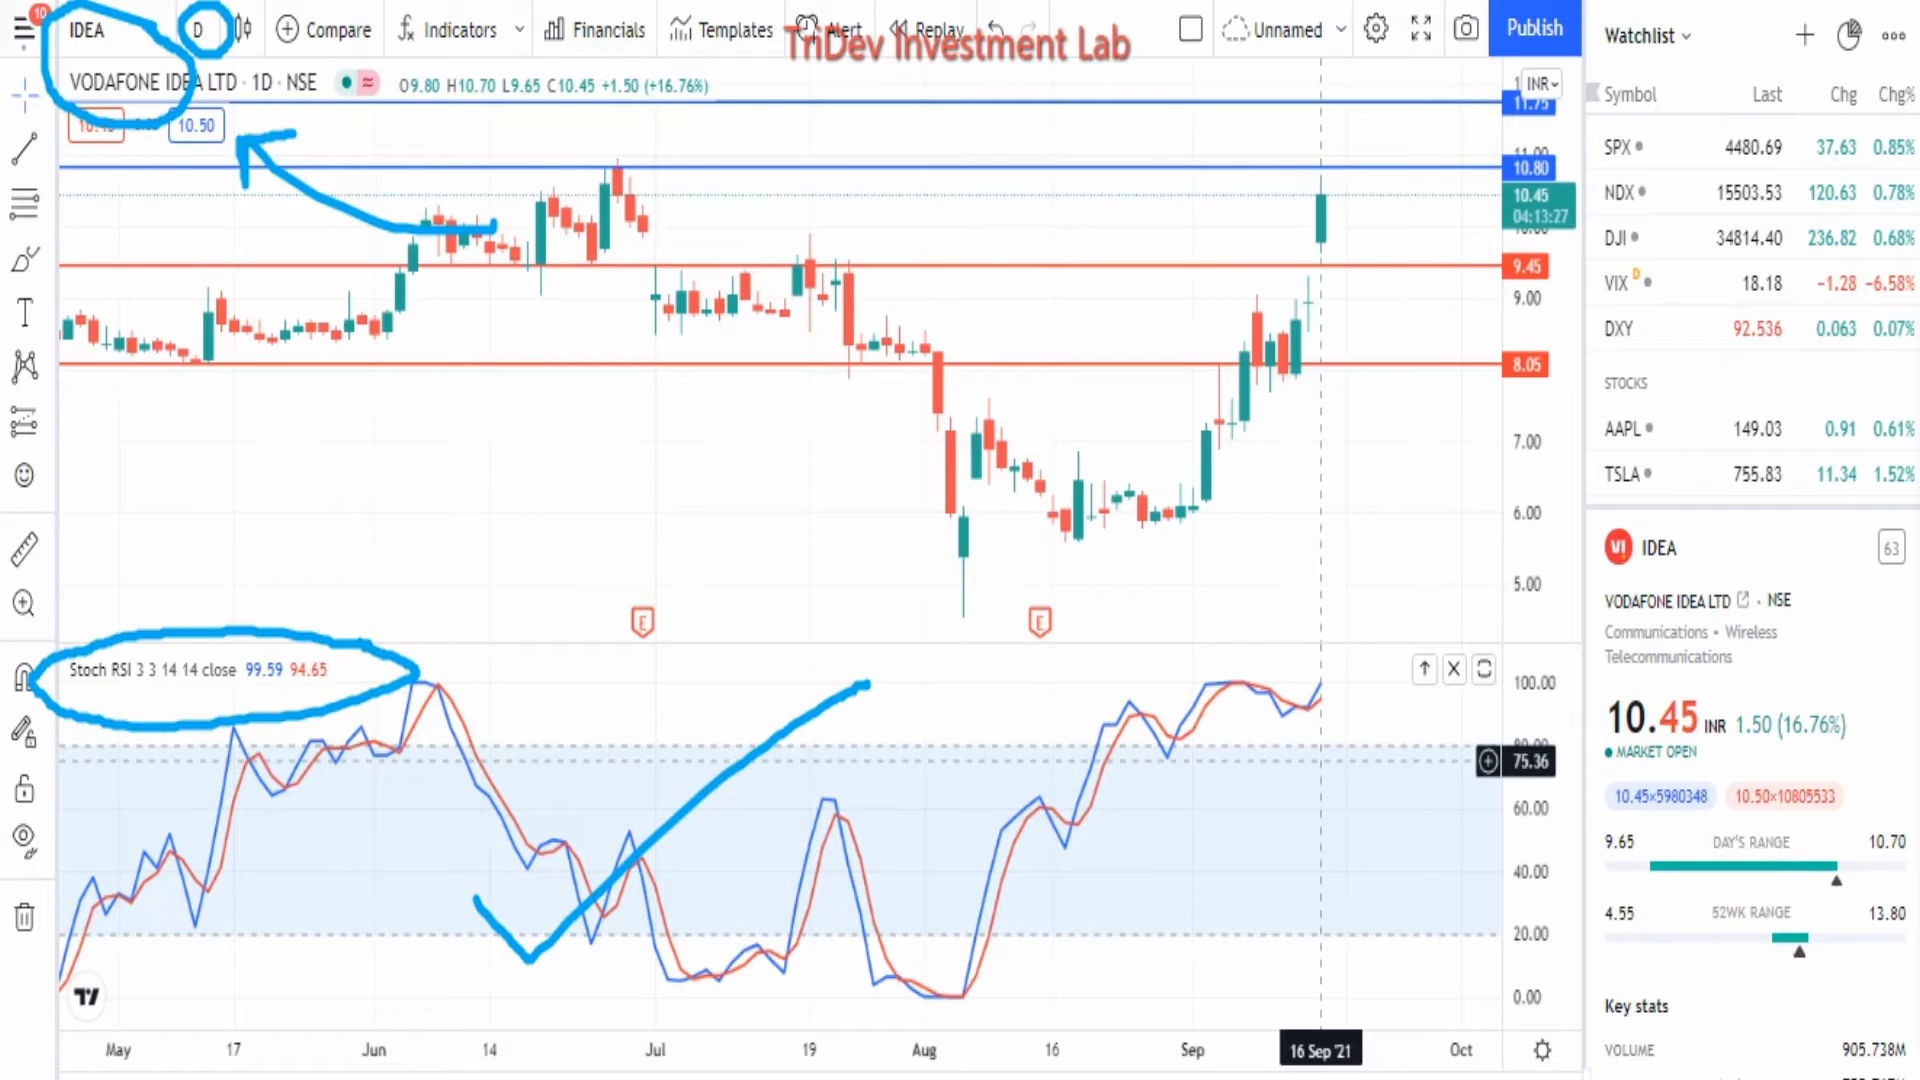 10
IDEA
D
Compare
Indicators
Financials
Templates
Alert
Replay
TriDev Investment Lab
Unnamed
Publish
VODAFONE IDEA LTD · 1D · NSE
O9.80 H10.70 L9.65 C10.45 +1.50 (+16.76%)
INR
10.50
11.75
11.00
10.80
10.45
04:13:27
10.00
9.45
9.00
8.05
7.00
6.00
5.00
E
E
Stoch RSI 3 3 14 14 close 99.59 94.65
100.00
80.00
75.36
60.00
40.00
20.00
0.00
May
17
Jun
14
Jul
19
Aug
16
Sep
16 Sep '21
Oct
Watchlist
Symbol Last Chg Chg%
SPX 4480.69 37.63 0.85%
NDX 15503.53 120.63 0.78%
DJI 34814.40 236.82 0.68%
VIX D 18.18 −1.28 −6.58%
DXY 92.536 0.063 0.07%
STOCKS
AAPL 149.03 0.91 0.61%
TSLA 755.83 11.34 1.52%
IDEA
63
VODAFONE IDEA LTD · NSE
Communications • Wireless
Telecommunications
10.45 INR 1.50 (16.76%)
MARKET OPEN
10.45×5980348 10.50×10805533
9.65 DAY'S RANGE 10.70
4.55 52WK RANGE 13.80
Key stats
VOLUME 905.738M